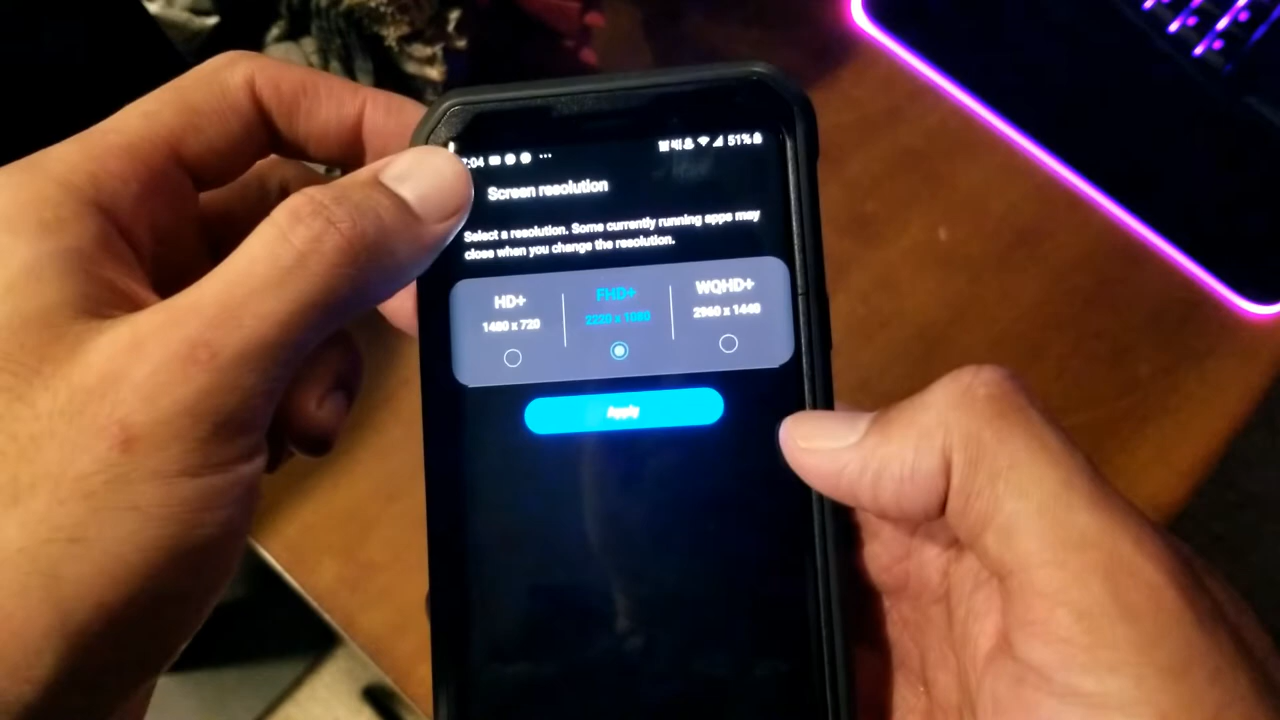 :04 ... 51%
Screen resolution
Select a resolution. Some currently running apps may
close when you change the resolution.
HD+ FHD+ WQHD+
1480 x 720 2220 x 1080 2960 x 1440
Apply